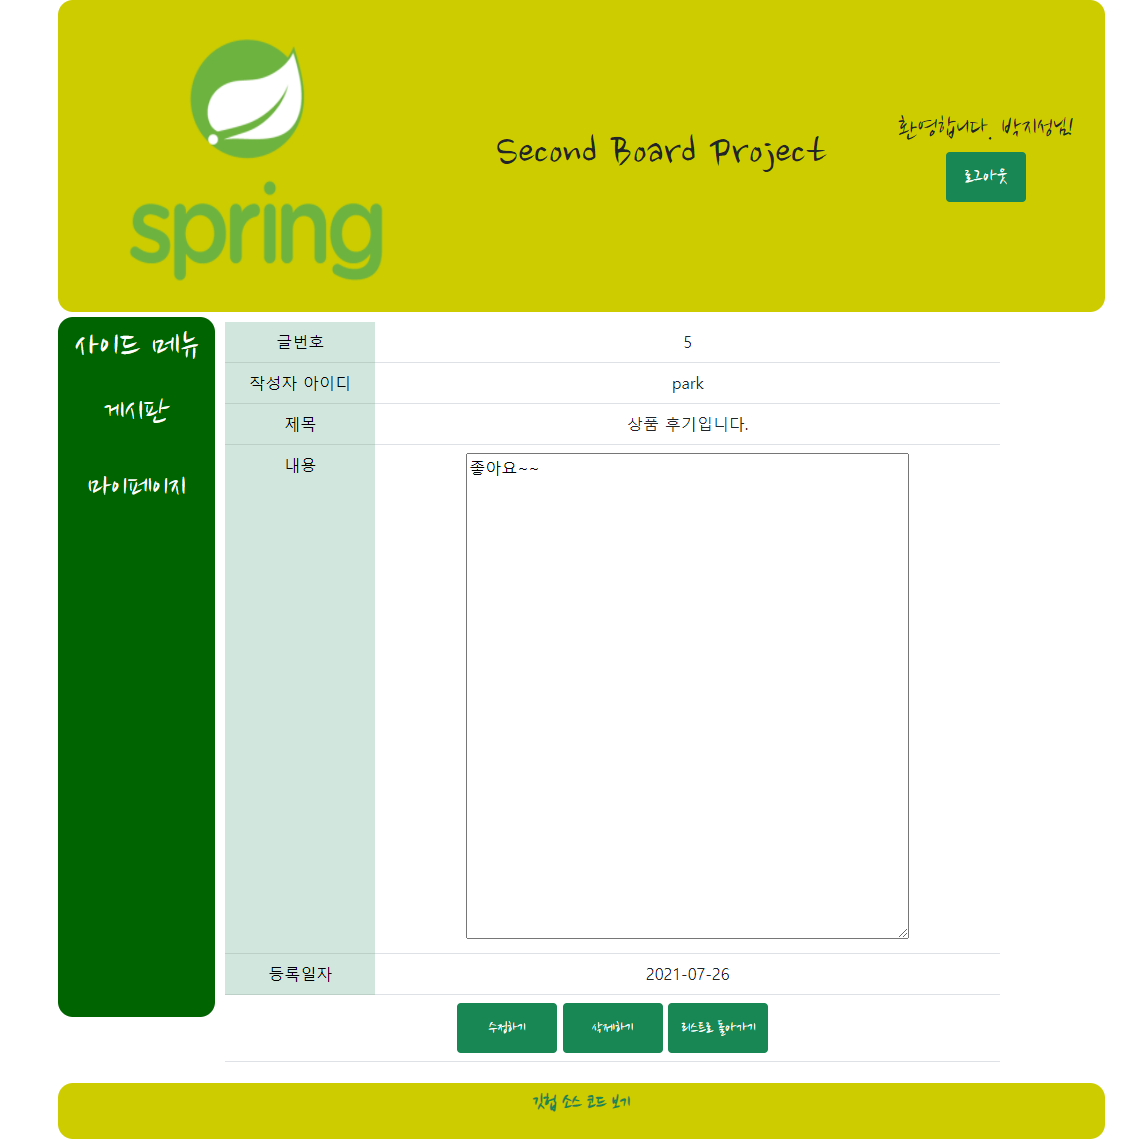 spring
Second Board Project
환영합니다. 박지성님!
로그아웃
사이드 메뉴
게시판
마이페이지
글번호 5
작성자 아이디 park
제목 상품 후기입니다.
내용 좋아요~~
등록일자 2021-07-26
수정하기 삭제하기 리스트로 돌아가기
깃헙 소스 코드 보기